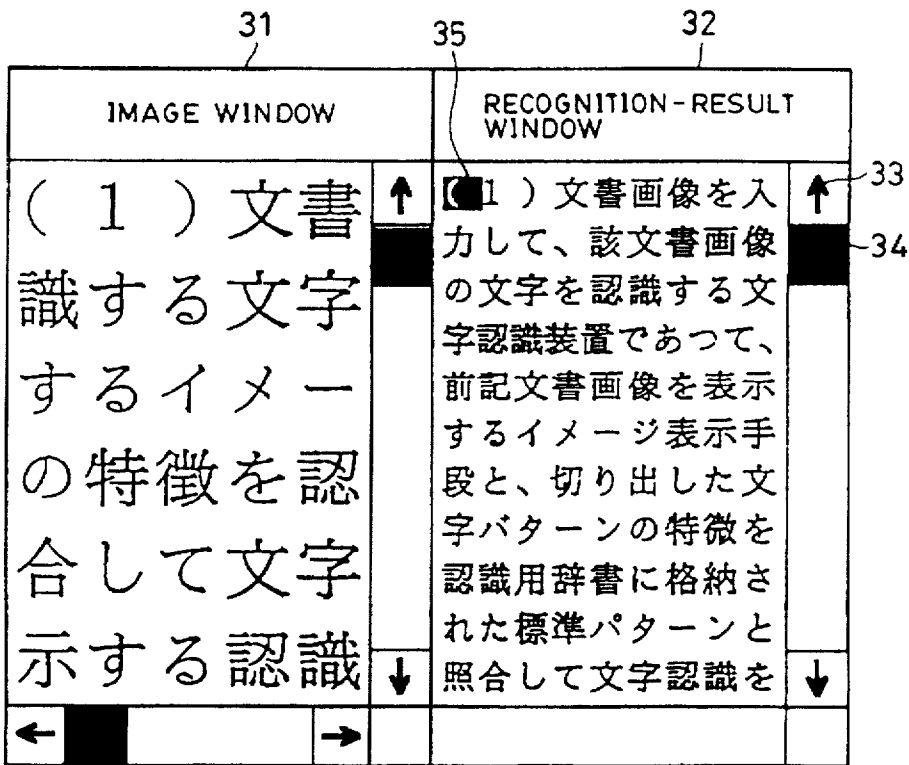 31
35
32
IMAGE WINDOW
RECOGNITION-RESULT
WINDOW
(1)文書
識する文字
するイメー
の特徴を認
合して文字
示する認識
(1)文書画像を入
力して、該文書画像
の文字を認識する文
字認識装置であつて、
前記文書画像を表示
するイメージ表示手
段と、切り出した文
字バターンの特微を
認識用辞書に格納さ
れた標準パターンと
照合して文字認識を
33
34